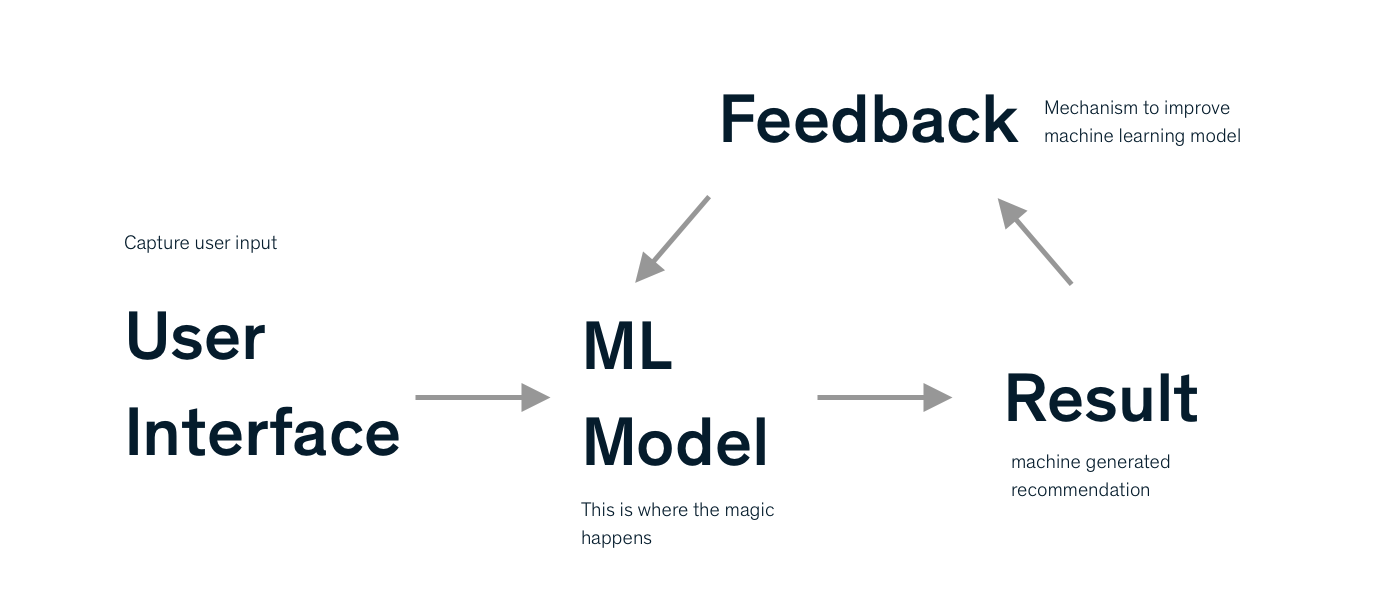 Feedback
Mechanism to improve
machine learning model
Capture user input
User
Interface
ML
Model
This is where the magic
happens
Result
machine generated
recommendation